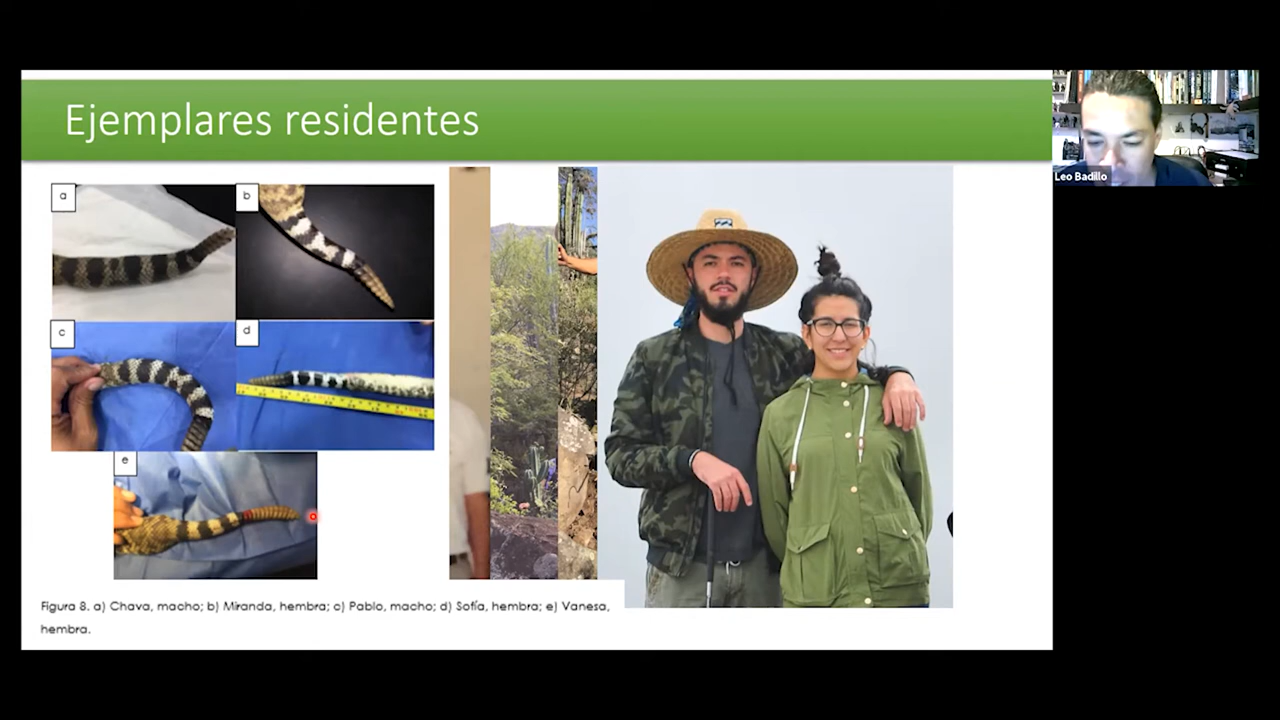 Ejemplares residentes
a
b
c
d
e
Figura 8. a) Chava, macho; b) Miranda, hembra; c) Pablo, macho; d) Sofía, hembra; e) Vanesa,
hembra.
Leo Badillo